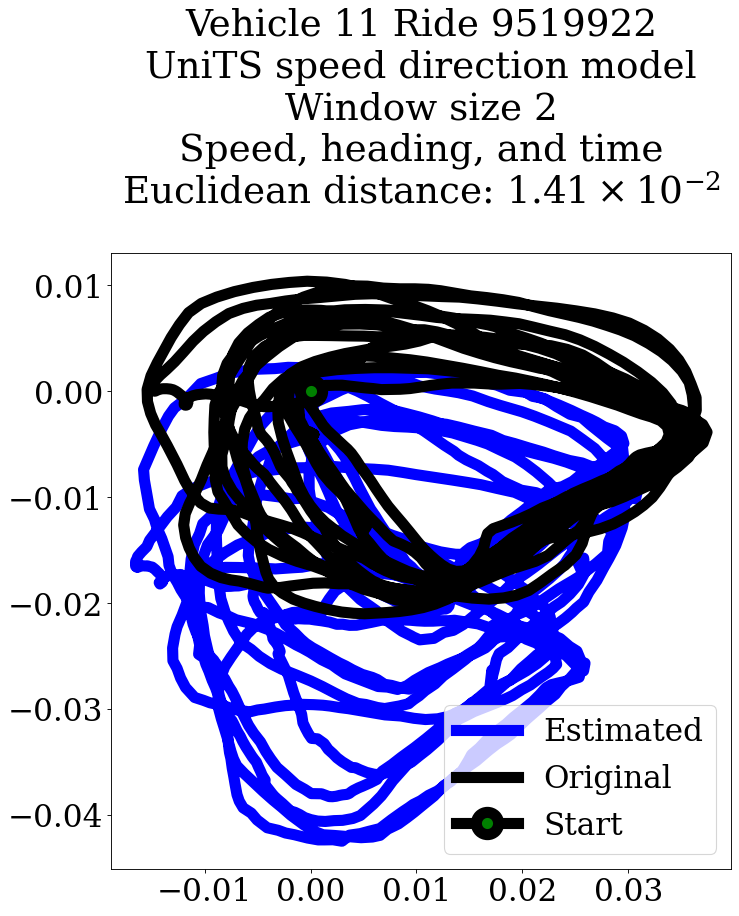 Vehicle 11 Ride 9519922
UniTS speed direction model
Window size 2
Speed, heading, and time
Euclidean distance: 1.41 × 10⁻²
0.01
0.00
−0.01
−0.02
−0.03
−0.04
Estimated
Original
Start
−0.01 0.00 0.01 0.02 0.03